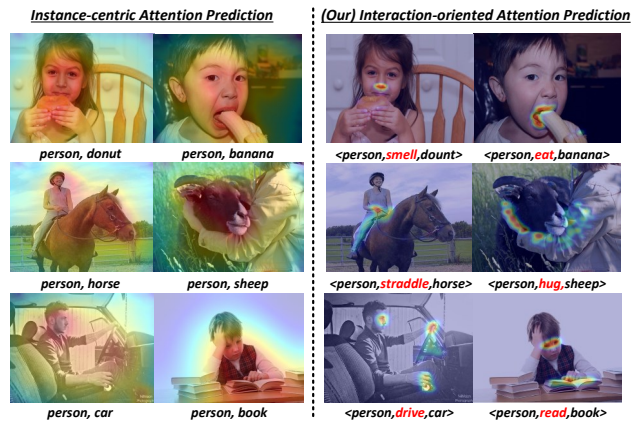 Instance-centric Attention Prediction
(Our) Interaction-oriented Attention Prediction
person, donut
person, banana
<person,smell,dount>
<person,eat,banana>
person, horse
person, sheep
<person,straddle,horse>
<person,hug,sheep>
person, car
person, book
<person,drive,car>
<person,read,book>